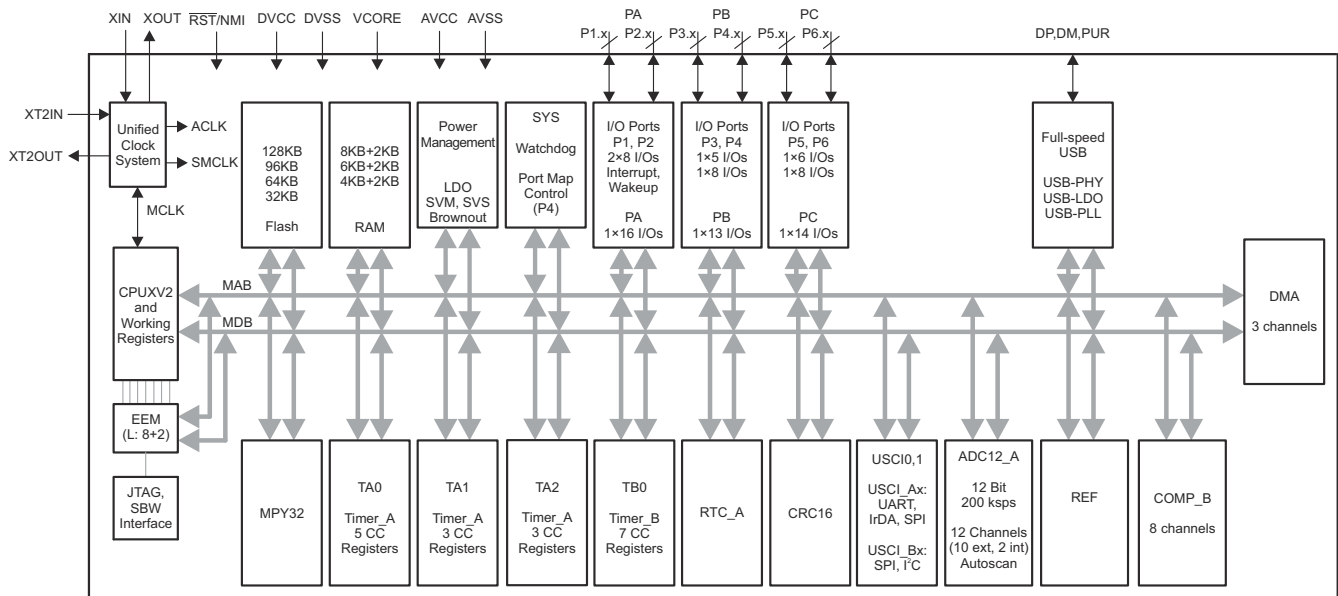 XIN XOUT RST/NMI DVCC DVSS VCORE AVCC AVSS
PA PB PC
P1.x P2.x P3.x P4.x P5.x P6.x
DP,DM,PUR
XT2IN
XT2OUT
Unified
Clock
System
ACLK
SMCLK
MCLK
128KB
96KB
64KB
32KB
Flash
8KB+2KB
6KB+2KB
4KB+2KB
RAM
Power
Management
LDO
SVM, SVS
Brownout
SYS
Watchdog
Port Map
Control
(P4)
I/O Ports
P1, P2
2×8 I/Os
Interrupt,
Wakeup
PA
1×16 I/Os
I/O Ports
P3, P4
1×5 I/Os
1×8 I/Os
PB
1×13 I/Os
I/O Ports
P5, P6
1×6 I/Os
1×8 I/Os
PC
1×14 I/Os
Full-speed
USB
USB-PHY
USB-LDO
USB-PLL
CPUXV2
and
Working
Registers
MAB
MDB
DMA
3 channels
EEM
(L: 8+2)
JTAG,
SBW
Interface
MPY32
TA0
Timer_A
5 CC
Registers
TA1
Timer_A
3 CC
Registers
TA2
Timer_A
3 CC
Registers
TB0
Timer_B
7 CC
Registers
RTC_A
CRC16
USCI0,1
USCI_Ax:
UART,
IrDA, SPI
USCI_Bx:
SPI, I²C
ADC12_A
12 Bit
200 ksps
12 Channels
(10 ext, 2 int)
Autoscan
REF
COMP_B
8 channels